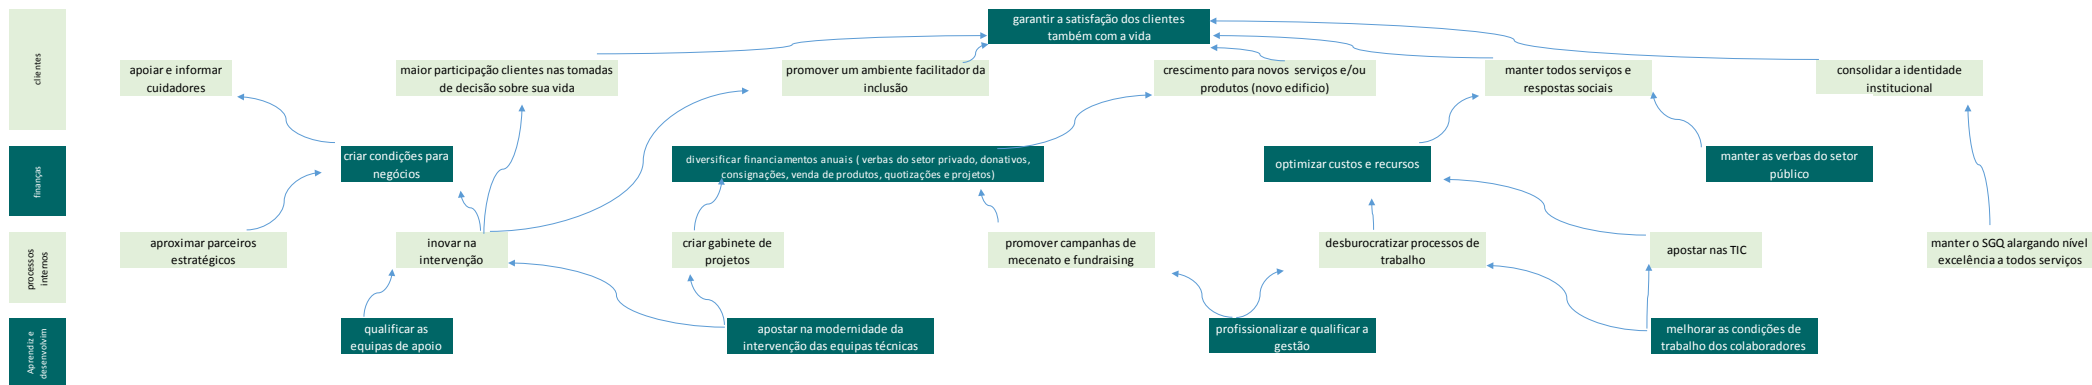 clientes
garantir a satisfação dos clientes
também com a vida
apoiar e informar
cuidadores
maior participação clientes nas tomadas
de decisão sobre sua vida
promover um ambiente facilitador da
inclusão
crescimento para novos serviços e/ou
produtos (novo edificio)
manter todos serviços e
respostas sociais
consolidar a identidade
institucional
finanças
criar condições para
negócios
diversificar financiamentos anuais ( verbas do setor privado, donativos,
consignações, venda de produtos, quotizações e projetos)
optimizar custos e recursos
manter as verbas do setor
público
processos
internos
aproximar parceiros
estratégicos
inovar na
intervenção
criar gabinete de
projetos
promover campanhas de
mecenato e fundraising
desburocratizar processos de
trabalho
apostar nas TIC
manter o SGQ alargando nível
excelência a todos serviços
Aprendiz e
desenvolvim
qualificar as
equipas de apoio
apostar na modernidade da
intervenção das equipas técnicas
profissionalizar e qualificar a
gestão
melhorar as condições de
trabalho dos colaboradores